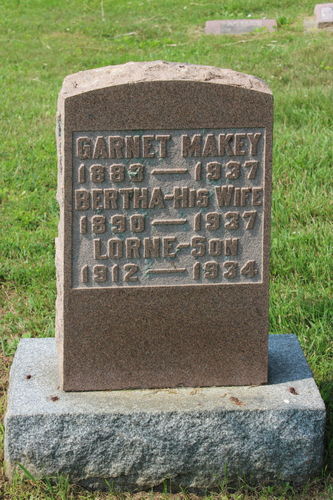 GARNET MAKEY
1883 — 1937
BERTHA-HIS WIFE
1890 — 1937
LORNE-SON
1912 — 1934